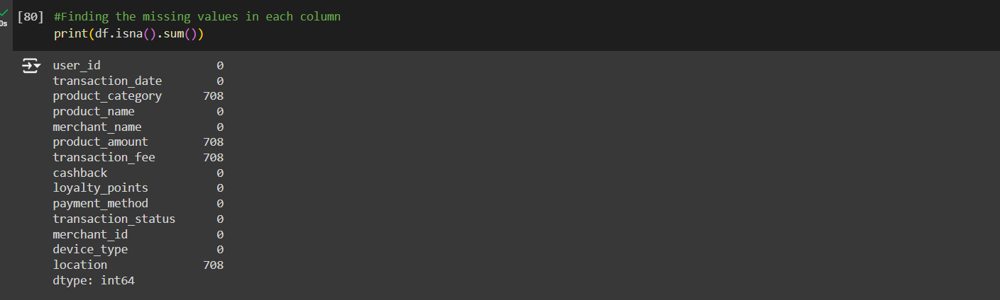 [80] #Finding the missing values in each column
print(df.isna().sum())
0s
user_id 0
transaction_date 0
product_category 708
product_name 0
merchant_name 0
product_amount 708
transaction_fee 708
cashback 0
loyalty_points 0
payment_method 0
transaction_status 0
merchant_id 0
device_type 0
location 708
dtype: int64